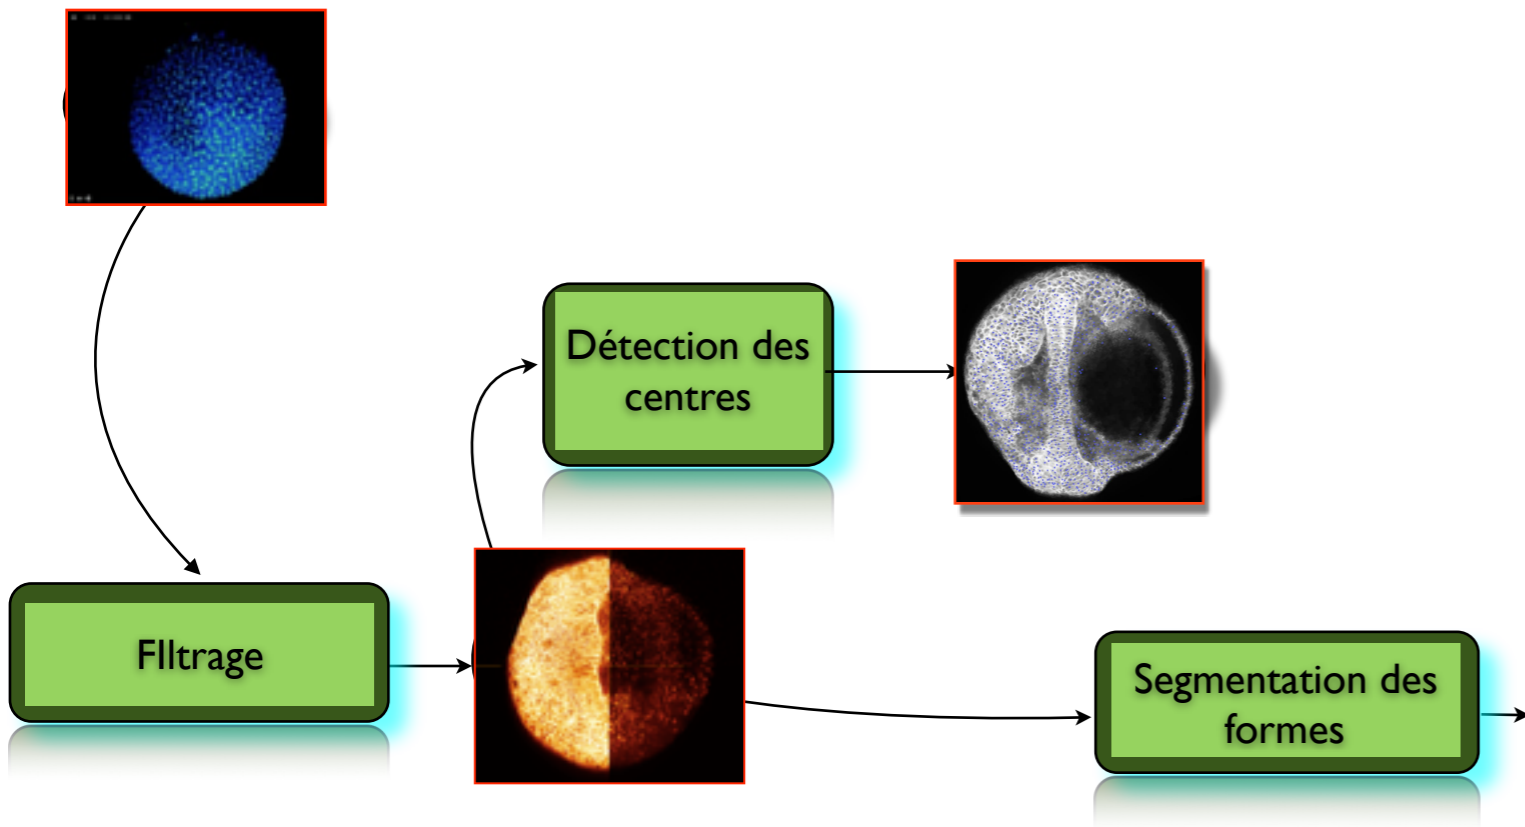 Détection des
centres
FIltrage
Segmentation des
formes